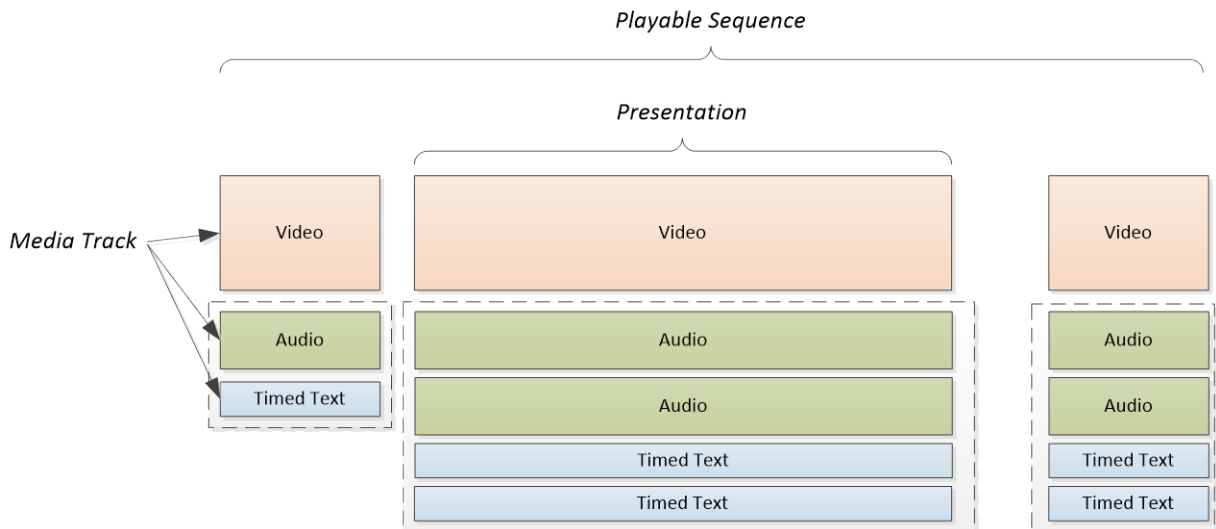 Playable Sequence
Presentation
Media Track
Video
Video
Video
Audio
Audio
Audio
Timed Text
Audio
Audio
Timed Text
Timed Text
Timed Text
Timed Text